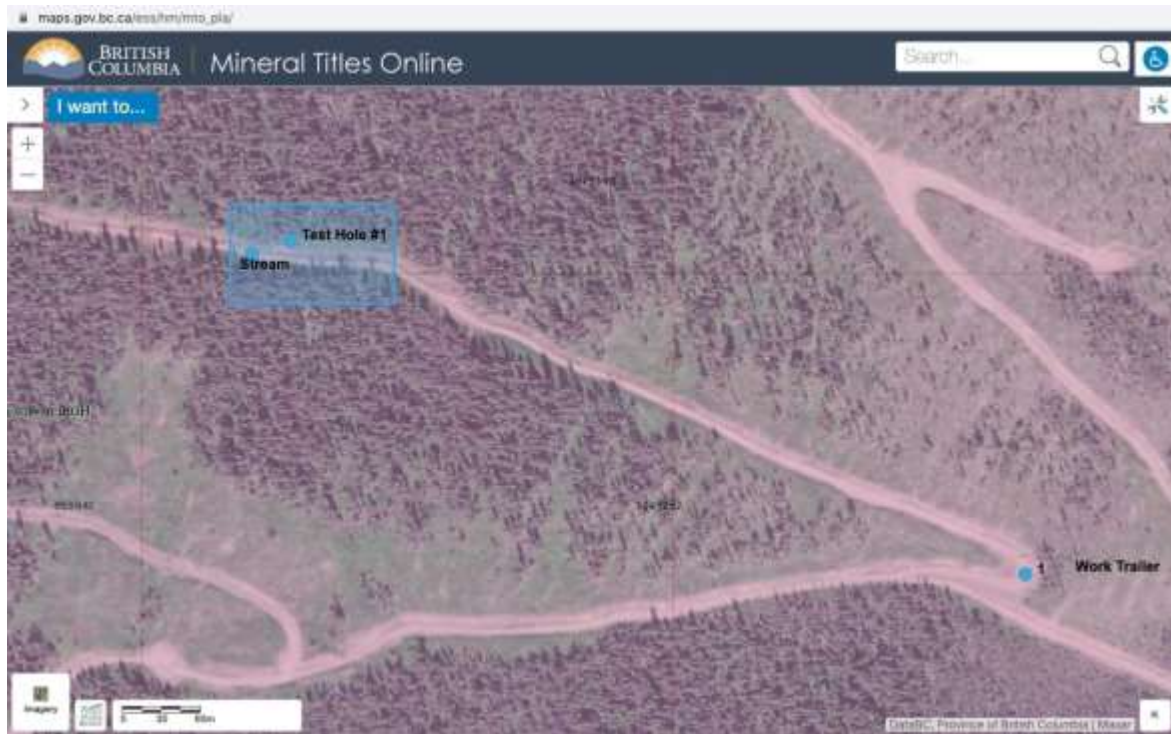 maps.gov.bc.ca/ess/hm/mto_pla/
BRITISH
COLUMBIA
Mineral Titles Online
Search...
I want to...
+
Test Hole #1
Stream
1
Work Trailer
Imagery
0
DataBC, Province of British Columbia | Maxar